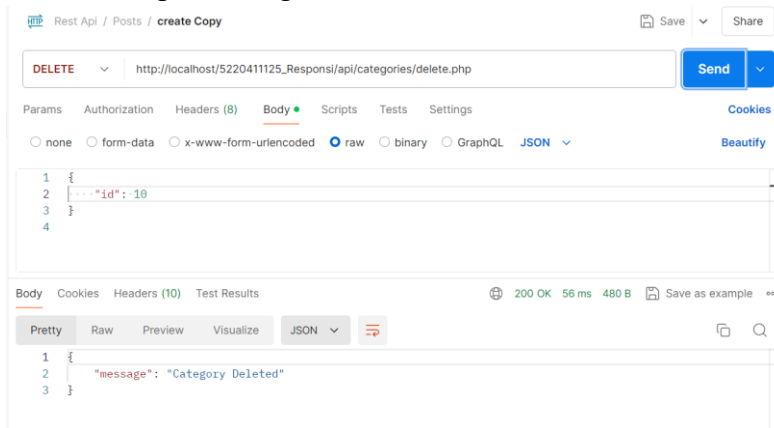 HTTP Rest Api / Posts / create Copy Save Share
DELETE http://localhost/5220411125_Responsi/api/categories/delete.php Send
Params Authorization Headers (8) Body Scripts Tests Settings Cookies
none form-data x-www-form-urlencoded raw binary GraphQL JSON Beautify
1 {
2 ····"id":·10
3 }
4
Body Cookies Headers (10) Test Results 200 OK 56 ms 480 B Save as example
Pretty Raw Preview Visualize JSON
1 {
2 "message": "Category Deleted"
3 }